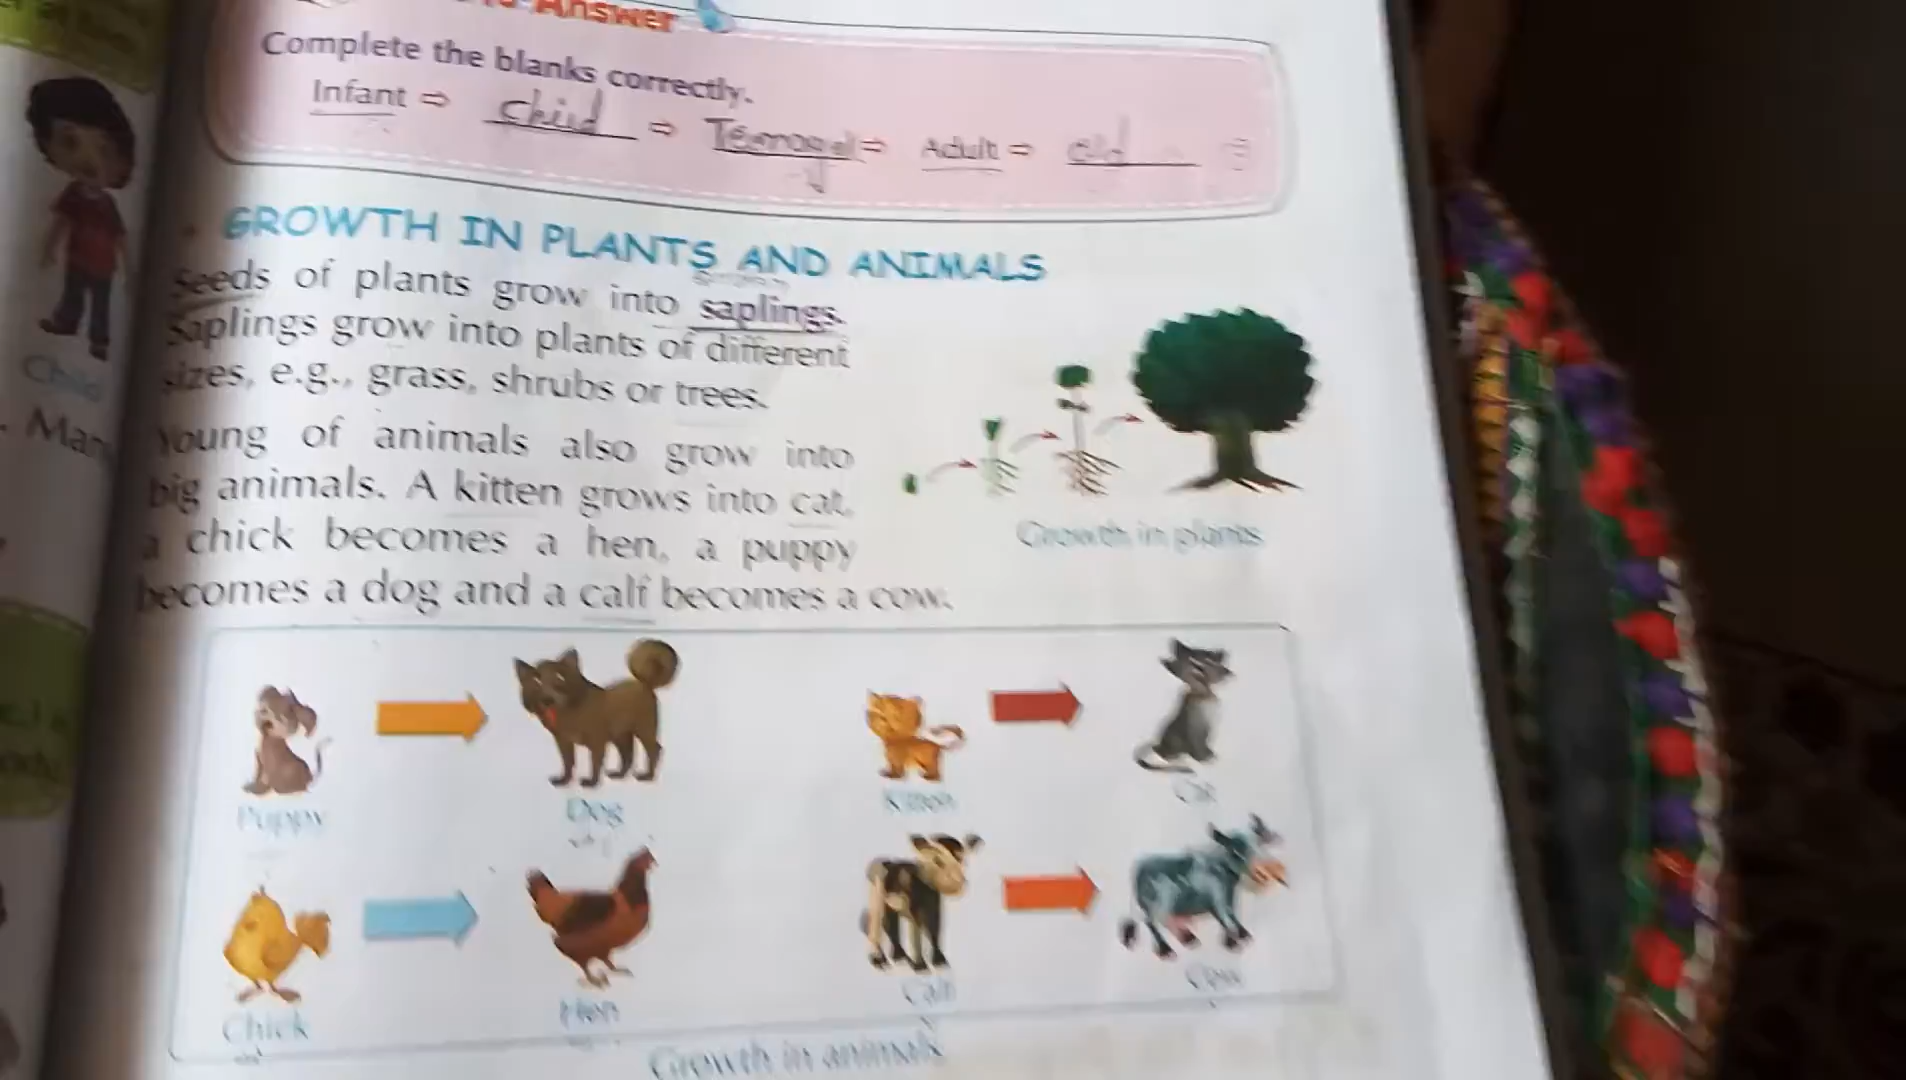 Answer
Complete the blanks correctly.
Infant ⇨ Chiid ⇨ ⇨ Adult ⇨ old
GROWTH IN PLANTS AND ANIMALS
Seeds of plants grow into saplings.
Saplings grow into plants of different
sizes, e.g., grass, shrubs or trees.
Young of animals also grow into
big animals. A kitten grows into cat,
a chick becomes a hen, a puppy
becomes a dog and a calf becomes a cow.
Growth in plants
Puppy Dog Kitten Cat
Chick Hen Calf Cow
Growth in animals
Child